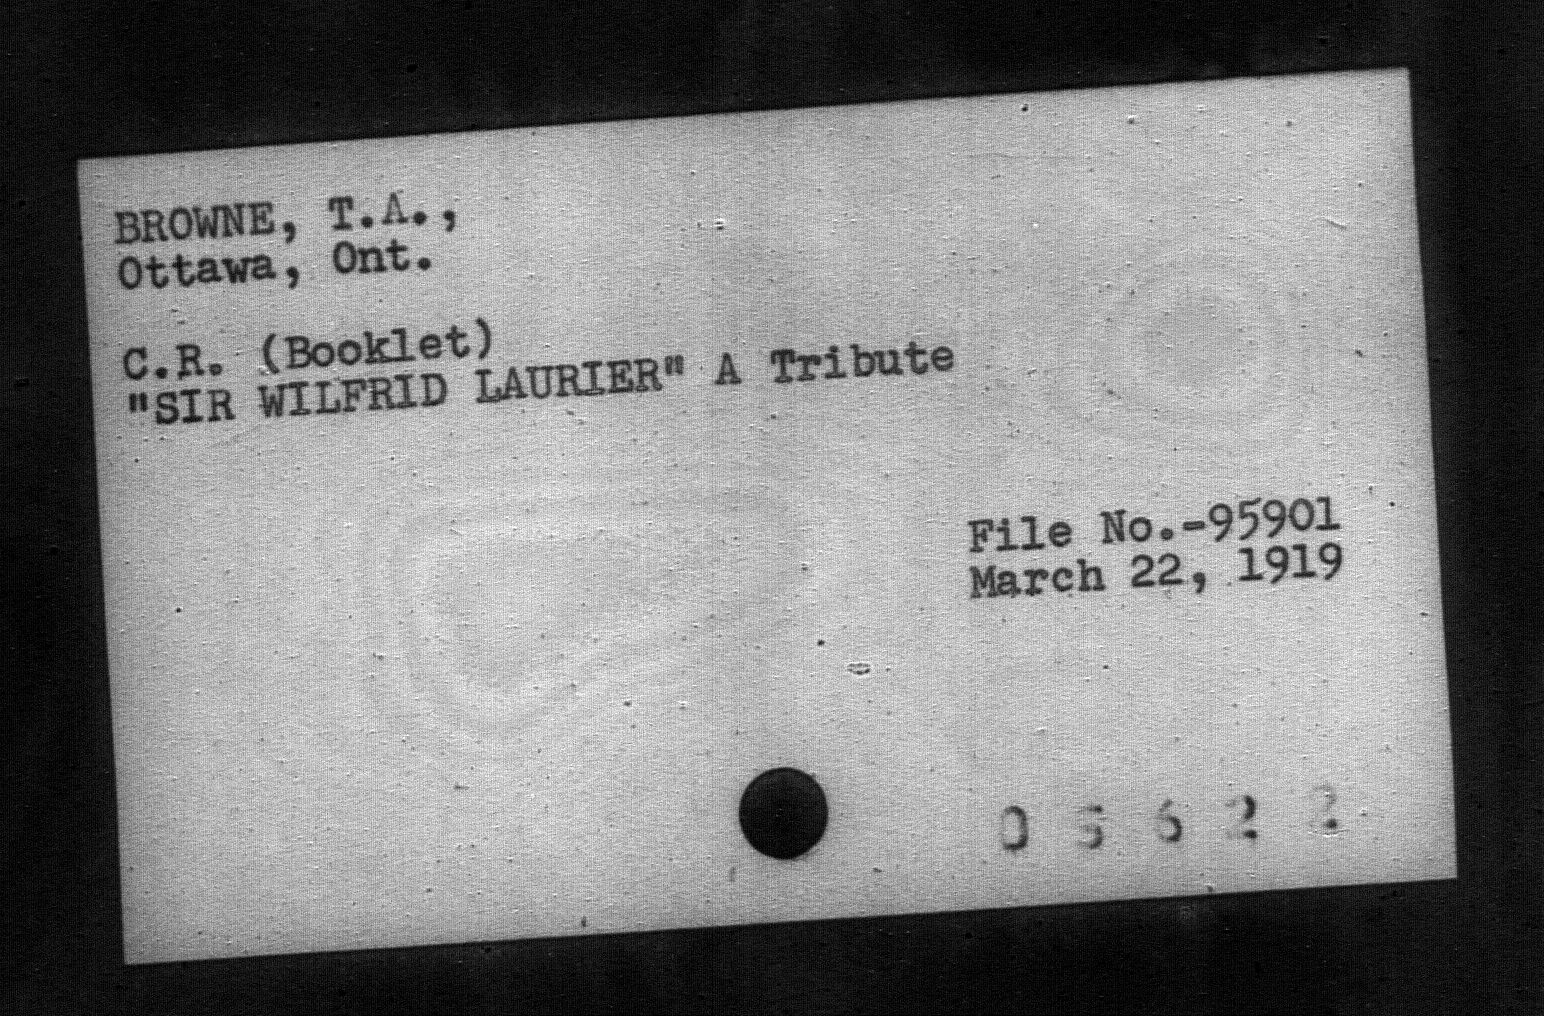 BROWNE, T.A.,
Ottawa, Ont.
C.R. (Booklet)
"SIR WILFRID LAURIER" A Tribute
File No.-95901
March 22, 1919
0 5 6 2 2